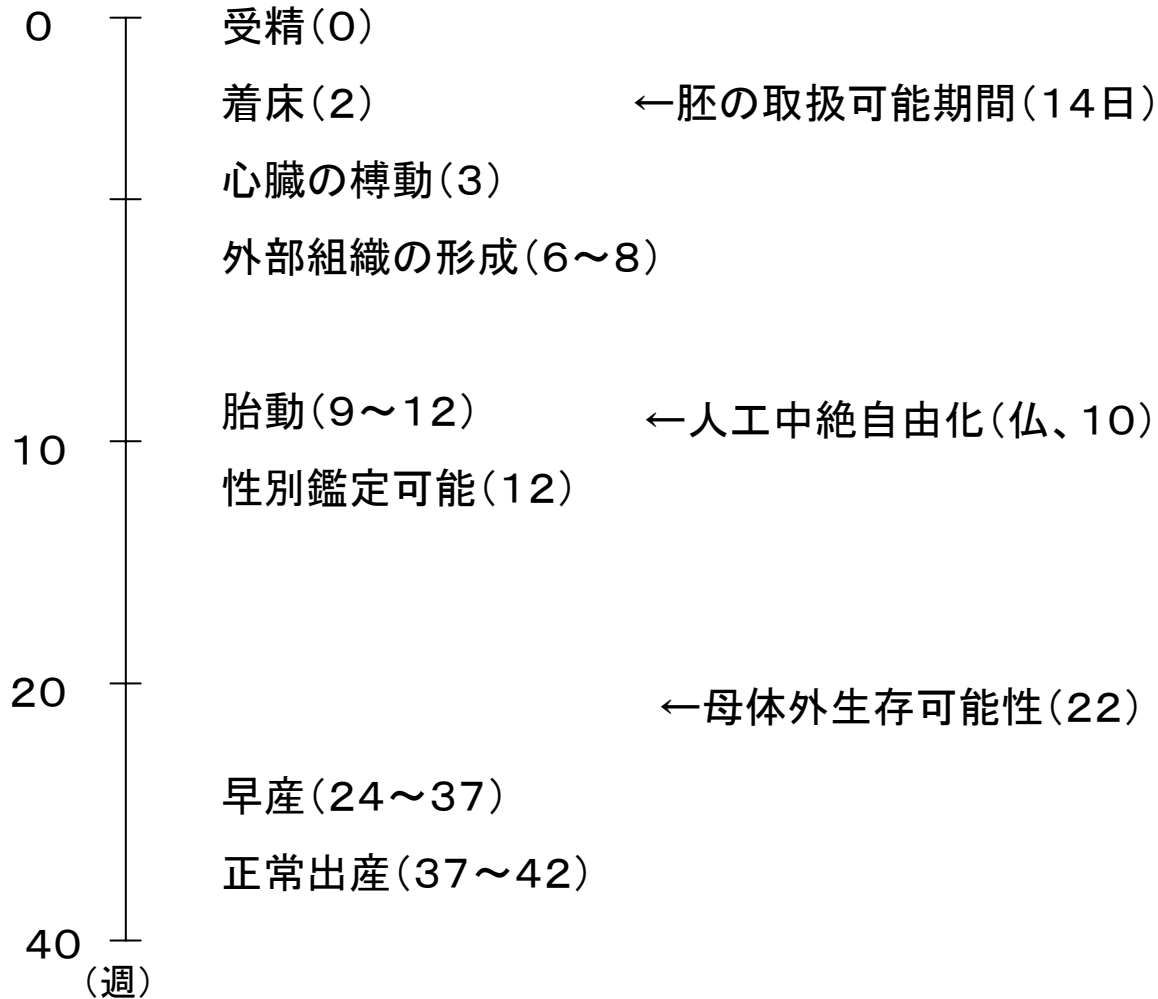 0 受精(0)
着床(2) ←胚の取扱可能期間(14日)
心臓の榑動(3)
外部組織の形成(6~8)
胎動(9~12) ←人工中絶自由化(仏、10)
10
性別鑑定可能(12)
20
←母体外生存可能性(22)
早産(24~37)
正常出産(37~42)
40
(週)